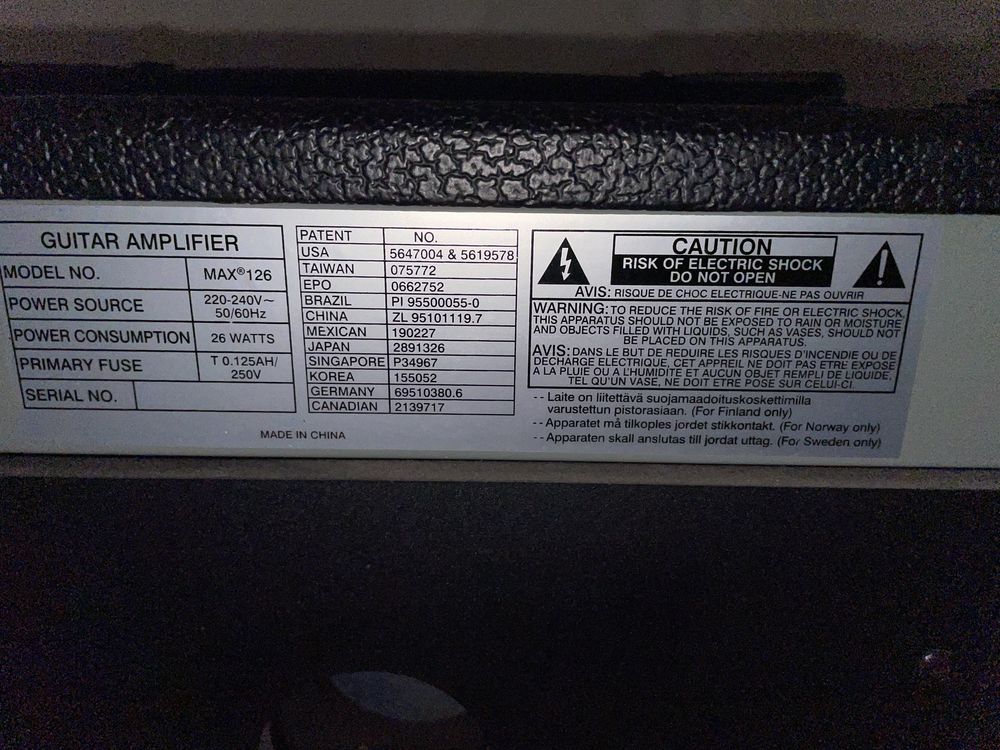 GUITAR AMPLIFIER
MODEL NO. MAX®126
POWER SOURCE 220-240V~
50/60Hz
POWER CONSUMPTION 26 WATTS
PRIMARY FUSE T 0.125AH/
250V
SERIAL NO.
MADE IN CHINA
PATENT NO.
USA 5647004 & 5619578
TAIWAN 075772
EPO 0662752
BRAZIL PI 95500055-0
CHINA ZL 95101119.7
MEXICAN 190227
JAPAN 2891326
SINGAPORE P34967
KOREA 155052
GERMANY 69510380.6
CANADIAN 2139717
CAUTION
RISK OF ELECTRIC SHOCK
DO NOT OPEN
AVIS: RISQUE DE CHOC ELECTRIQUE-NE PAS OUVRIR
WARNING: TO REDUCE THE RISK OF FIRE OR ELECTRIC SHOCK
THIS APPARATUS SHOULD NOT BE EXPOSED TO RAIN OR MOISTURE
AND OBJECTS FILLED WITH LIQUIDS, SUCH AS VASES, SHOULD NOT
BE PLACED ON THIS APPARATUS.
AVIS: DANS LE BUT DE REDUIRE LES RISQUES D'INCENDIE OU DE
DECHARGE ELECTRIQUE, CET APPREIL NE DOIT PAS ETRE EXPOSE
A LA PLUIE OU A L'HUMIDITE ET AUCUN OBJET REMPLI DE LIQUIDE,
TEL QU'UN VASE, NE DOIT ETRE POSE SUR CELUI-CI
-- Laite on liitettävä suojamaadoituskoskettimilla
varustettun pistorasiaan. (For Finland only)
-- Apparatet må tilkoples jordet stikkontakt. (For Norway only)
-- Apparaten skall anslutas till jordat uttag. (For Sweden only)